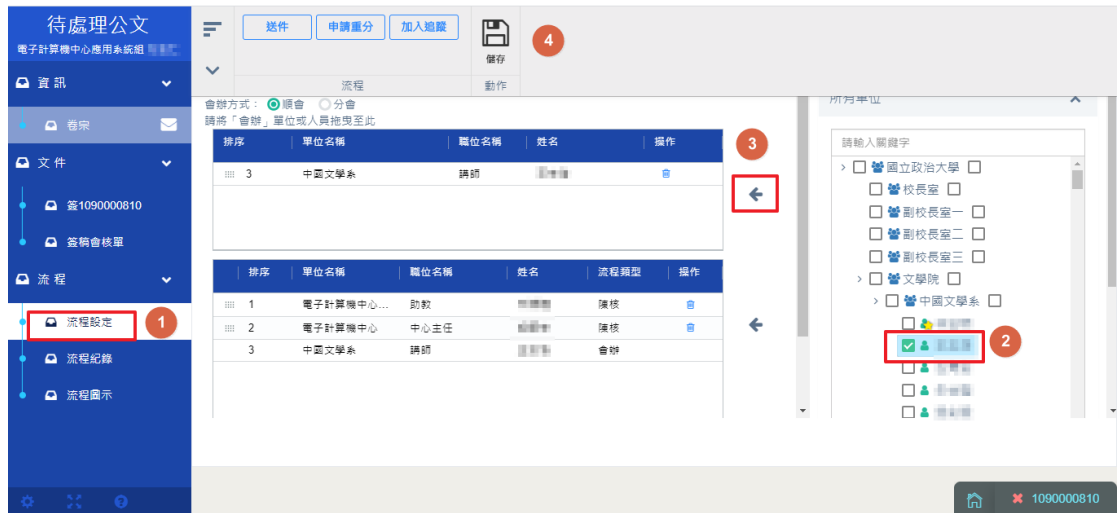 待處理公文
電子計算機中心應用系統組
資訊
卷宗
文件
簽1090000810
簽稿會核單
流程
流程設定
1
流程紀錄
流程圖示
送件
申請重分
加入追蹤
流程
儲存
動作
4
會辦方式： 順會 分會
請將「會辦」單位或人員拖曳至此
排序 單位名稱 職位名稱 姓名 操作
3 中國文學系 講師
3
排序 單位名稱 職位名稱 姓名 流程類型 操作
1 電子計算機中心... 助教 陳核
2 電子計算機中心 中心主任 陳核
3 中國文學系 講師 會辦
所有單位
請輸入關鍵字
國立政治大學
校長室
副校長室一
副校長室二
副校長室三
文學院
中國文學系
2
1090000810